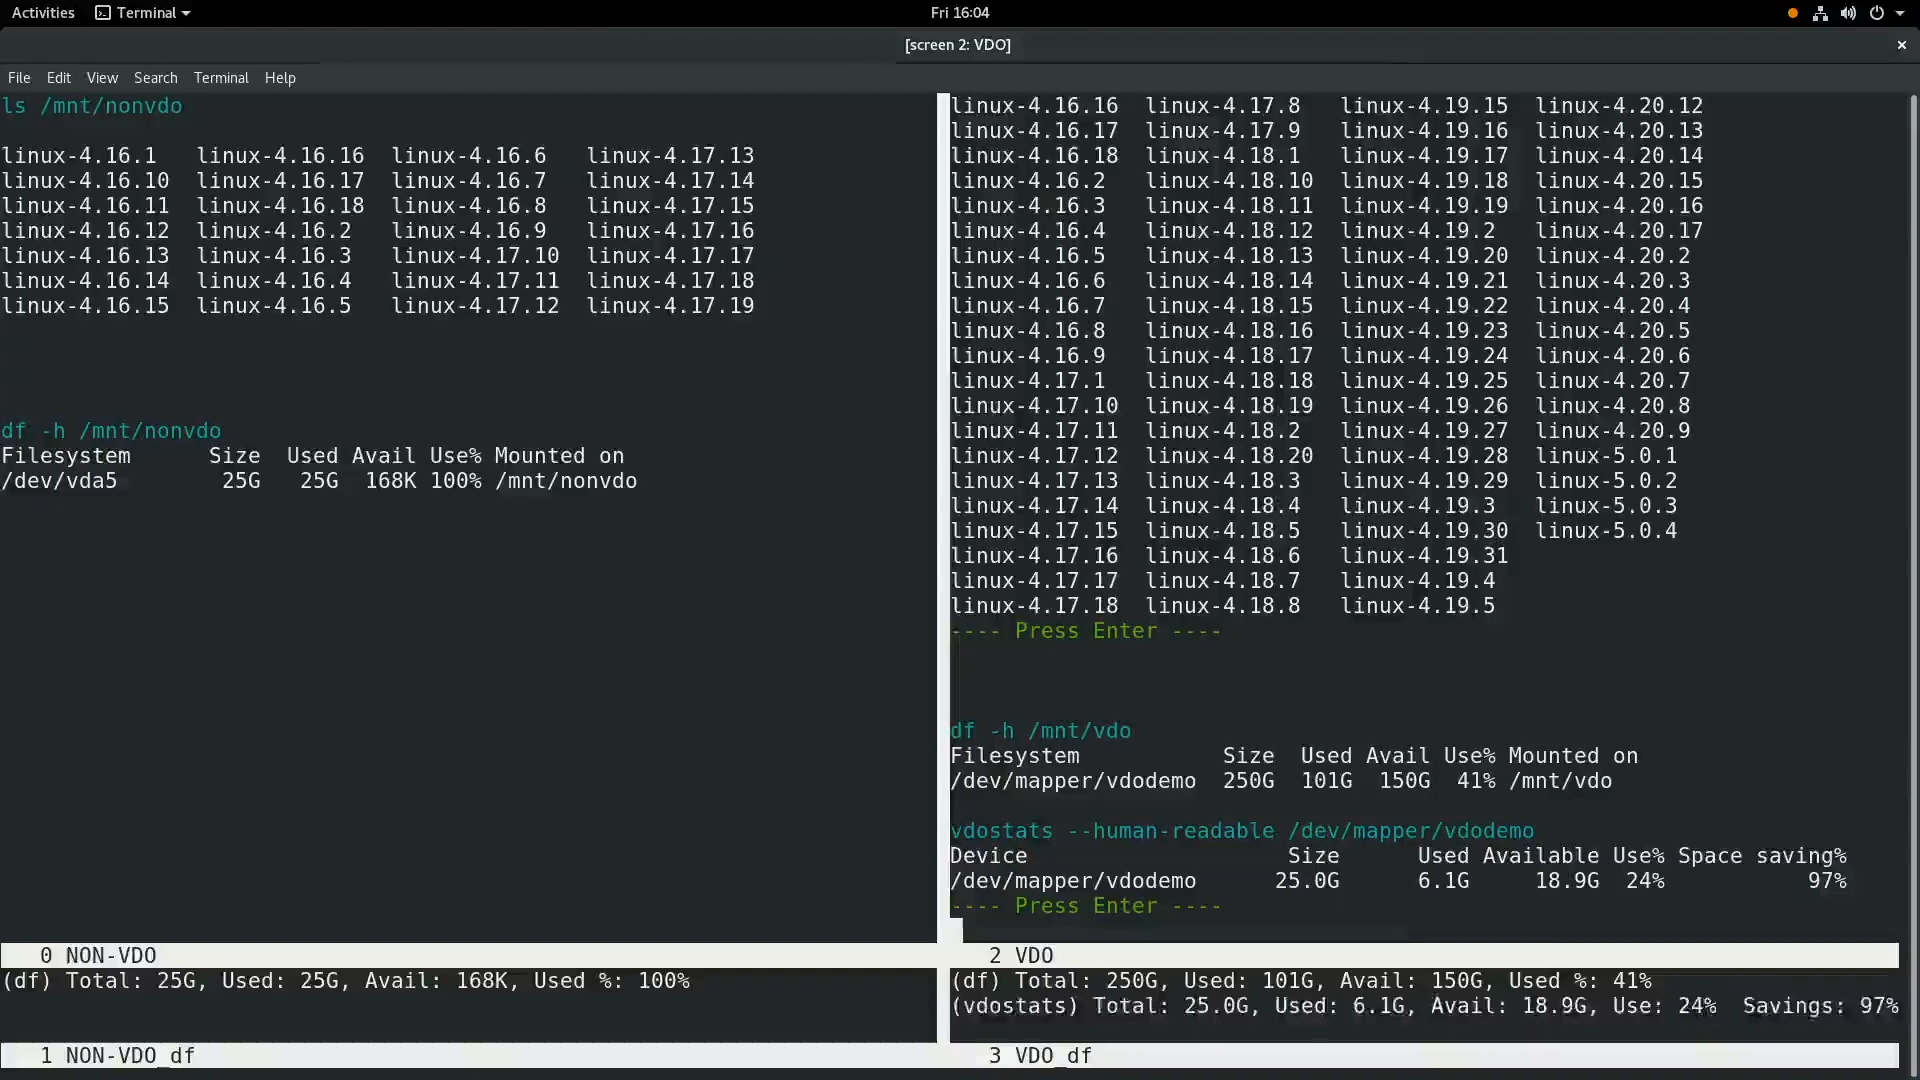 Activities Terminal Fri 16:04
[screen 2: VDO] ×
File Edit View Search Terminal Help
ls /mnt/nonvdo
linux-4.16.1 linux-4.16.16 linux-4.16.6 linux-4.17.13
linux-4.16.10 linux-4.16.17 linux-4.16.7 linux-4.17.14
linux-4.16.11 linux-4.16.18 linux-4.16.8 linux-4.17.15
linux-4.16.12 linux-4.16.2 linux-4.16.9 linux-4.17.16
linux-4.16.13 linux-4.16.3 linux-4.17.10 linux-4.17.17
linux-4.16.14 linux-4.16.4 linux-4.17.11 linux-4.17.18
linux-4.16.15 linux-4.16.5 linux-4.17.12 linux-4.17.19
df -h /mnt/nonvdo
Filesystem Size Used Avail Use% Mounted on
/dev/vda5 25G 25G 168K 100% /mnt/nonvdo
0 NON-VDO
(df) Total: 25G, Used: 25G, Avail: 168K, Used %: 100%
1 NON-VDO_df
linux-4.16.16 linux-4.17.8 linux-4.19.15 linux-4.20.12
linux-4.16.17 linux-4.17.9 linux-4.19.16 linux-4.20.13
linux-4.16.18 linux-4.18.1 linux-4.19.17 linux-4.20.14
linux-4.16.2 linux-4.18.10 linux-4.19.18 linux-4.20.15
linux-4.16.3 linux-4.18.11 linux-4.19.19 linux-4.20.16
linux-4.16.4 linux-4.18.12 linux-4.19.2 linux-4.20.17
linux-4.16.5 linux-4.18.13 linux-4.19.20 linux-4.20.2
linux-4.16.6 linux-4.18.14 linux-4.19.21 linux-4.20.3
linux-4.16.7 linux-4.18.15 linux-4.19.22 linux-4.20.4
linux-4.16.8 linux-4.18.16 linux-4.19.23 linux-4.20.5
linux-4.16.9 linux-4.18.17 linux-4.19.24 linux-4.20.6
linux-4.17.1 linux-4.18.18 linux-4.19.25 linux-4.20.7
linux-4.17.10 linux-4.18.19 linux-4.19.26 linux-4.20.8
linux-4.17.11 linux-4.18.2 linux-4.19.27 linux-4.20.9
linux-4.17.12 linux-4.18.20 linux-4.19.28 linux-5.0.1
linux-4.17.13 linux-4.18.3 linux-4.19.29 linux-5.0.2
linux-4.17.14 linux-4.18.4 linux-4.19.3 linux-5.0.3
linux-4.17.15 linux-4.18.5 linux-4.19.30 linux-5.0.4
linux-4.17.16 linux-4.18.6 linux-4.19.31
linux-4.17.17 linux-4.18.7 linux-4.19.4
linux-4.17.18 linux-4.18.8 linux-4.19.5
---- Press Enter ----
df -h /mnt/vdo
Filesystem Size Used Avail Use% Mounted on
/dev/mapper/vdodemo 250G 101G 150G 41% /mnt/vdo
vdostats --human-readable /dev/mapper/vdodemo
Device Size Used Available Use% Space saving%
/dev/mapper/vdodemo 25.0G 6.1G 18.9G 24% 97%
---- Press Enter ----
2 VDO
(df) Total: 250G, Used: 101G, Avail: 150G, Used %: 41%
(vdostats) Total: 25.0G, Used: 6.1G, Avail: 18.9G, Use: 24% Savings: 97%
3 VDO_df